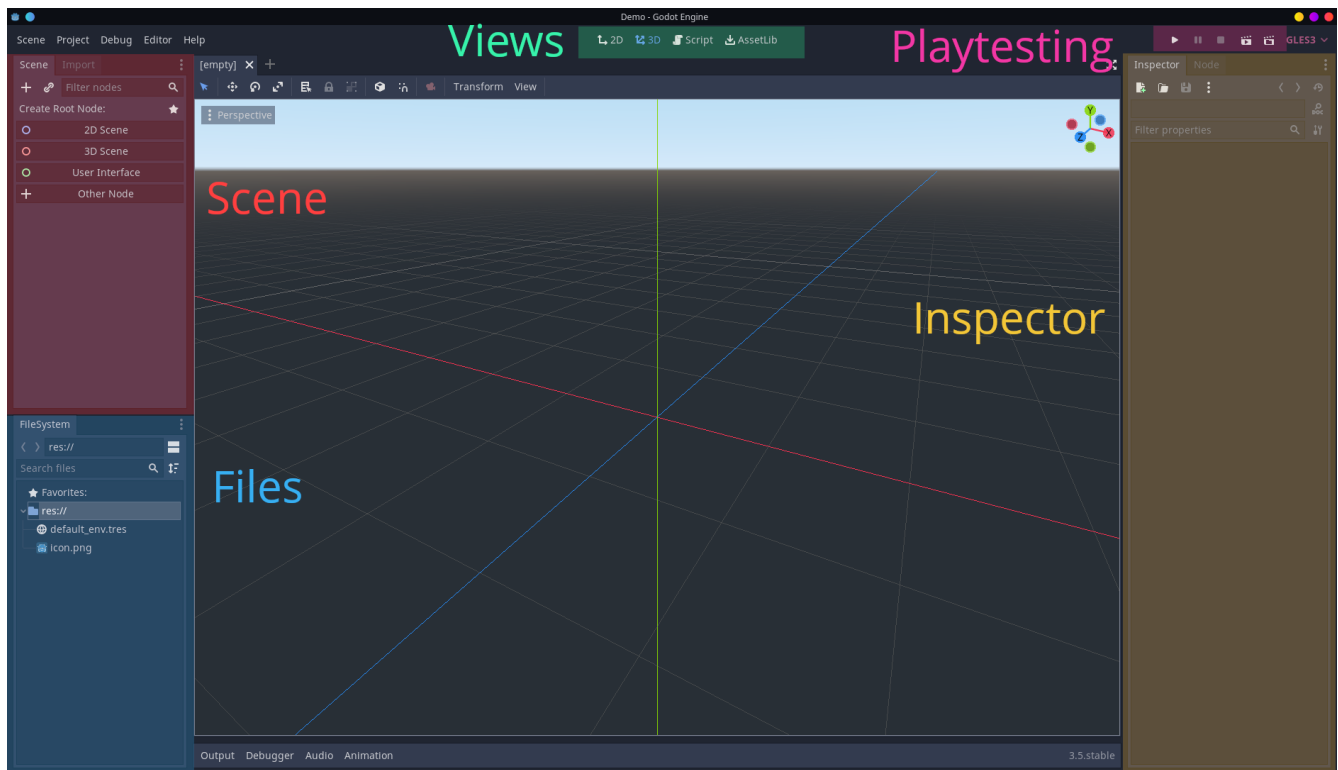 Demo - Godot Engine
Scene Project Debug Editor Help
Views
2D 3D Script AssetLib
Playtesting
GLES3
Scene Import
Filter nodes
Create Root Node:
2D Scene
3D Scene
User Interface
Other Node
[empty]
Transform View
Perspective
Y
X
Z
Scene
Inspector
Files
Inspector Node
DOC
Filter properties
FileSystem
res://
Search files
Favorites:
res://
default_env.tres
icon.png
Output Debugger Audio Animation
3.5.stable